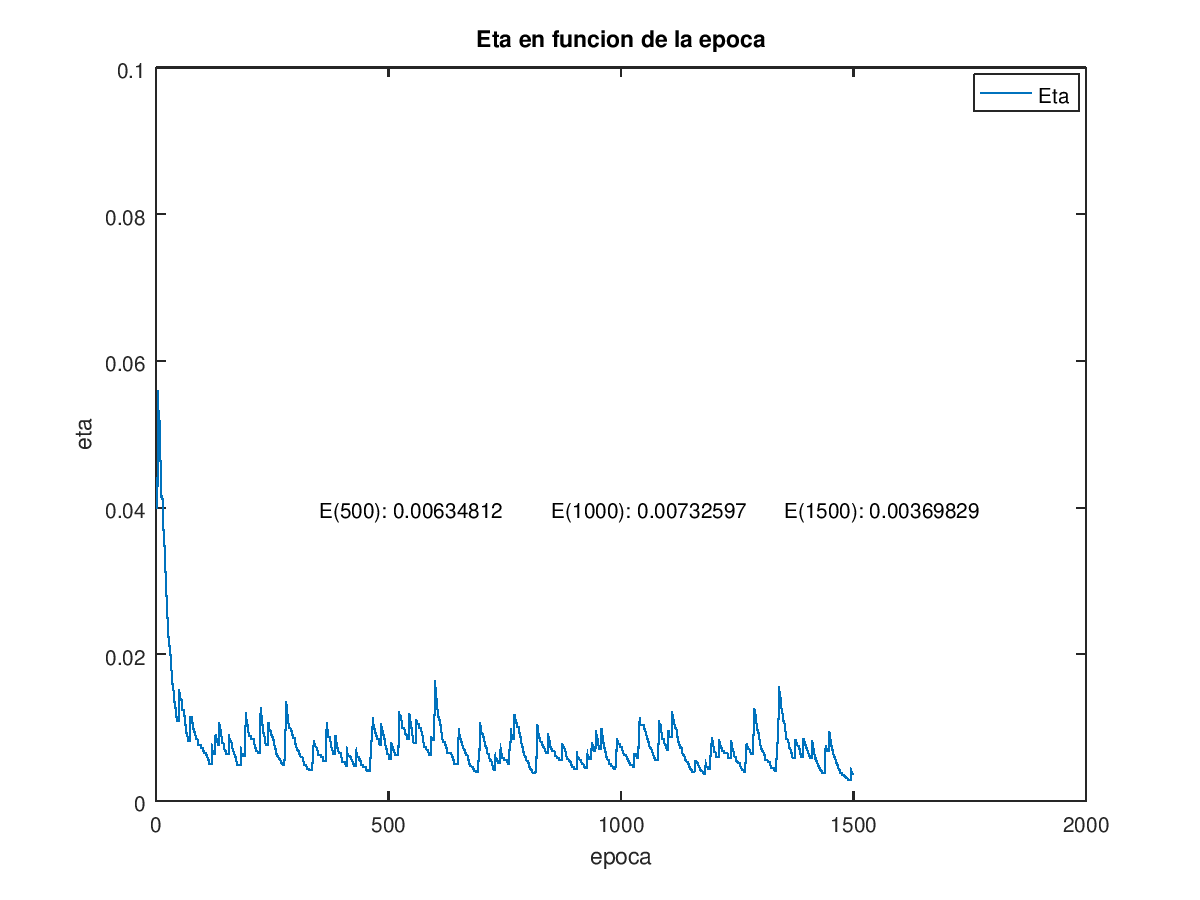 Eta en funcion de la epoca
0.1
Eta
0.08
0.06
eta
0.04
E(500): 0.00634812 E(1000): 0.00732597 E(1500): 0.00369829
0.02
0
0 500 1000 1500 2000
epoca